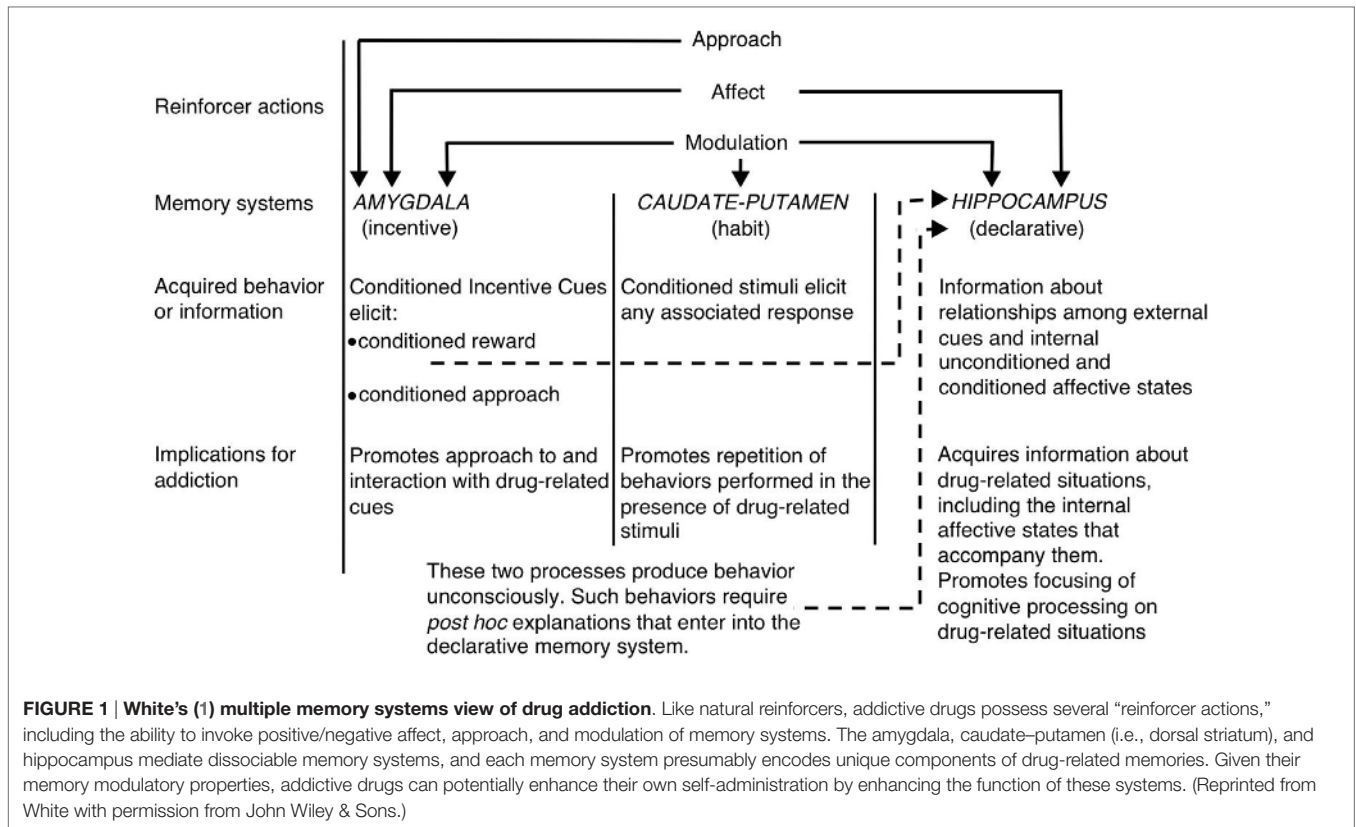 Approach
Reinforcer actions
Affect
Modulation
Memory systems
AMYGDALA
(incentive)
CAUDATE-PUTAMEN
(habit)
HIPPOCAMPUS
(declarative)
Acquired behavior
or information
Conditioned Incentive Cues
elicit:
•conditioned reward
•conditioned approach
Conditioned stimuli elicit
any associated response
Information about
relationships among external
cues and internal
unconditioned and
conditioned affective states
Implications for
addiction
Promotes approach to and
interaction with drug-related
cues
Promotes repetition of
behaviors performed in the
presence of drug-related
stimuli
Acquires information about
drug-related situations,
including the internal
affective states that
accompany them.
Promotes focusing of
cognitive processing on
drug-related situations
These two processes produce behavior
unconsciously. Such behaviors require
post hoc explanations that enter into the
declarative memory system.
FIGURE 1 | White's (1) multiple memory systems view of drug addiction. Like natural reinforcers, addictive drugs possess several “reinforcer actions,”
including the ability to invoke positive/negative affect, approach, and modulation of memory systems. The amygdala, caudate–putamen (i.e., dorsal striatum), and
hippocampus mediate dissociable memory systems, and each memory system presumably encodes unique components of drug-related memories. Given their
memory modulatory properties, addictive drugs can potentially enhance their own self-administration by enhancing the function of these systems. (Reprinted from
White with permission from John Wiley & Sons.)